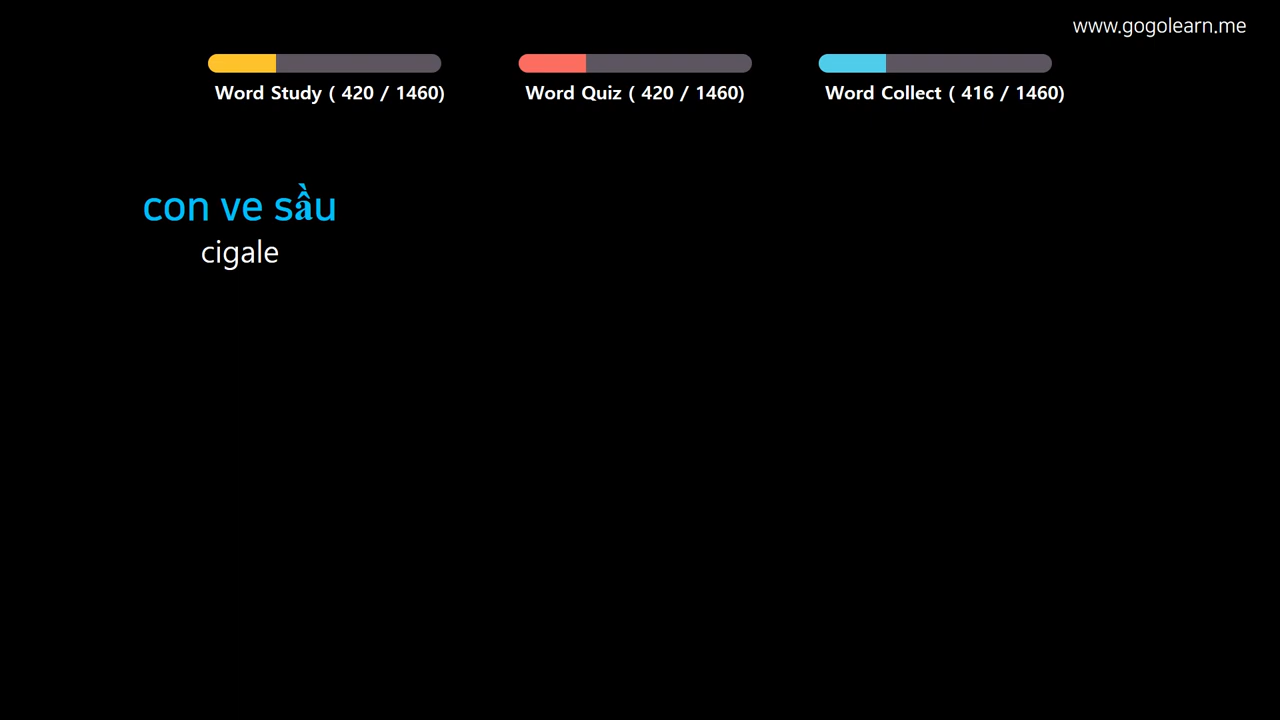 www.gogolearn.me
Word Study ( 420 / 1460)
Word Quiz ( 420 / 1460)
Word Collect ( 416 / 1460)
con ve sầu
cigale